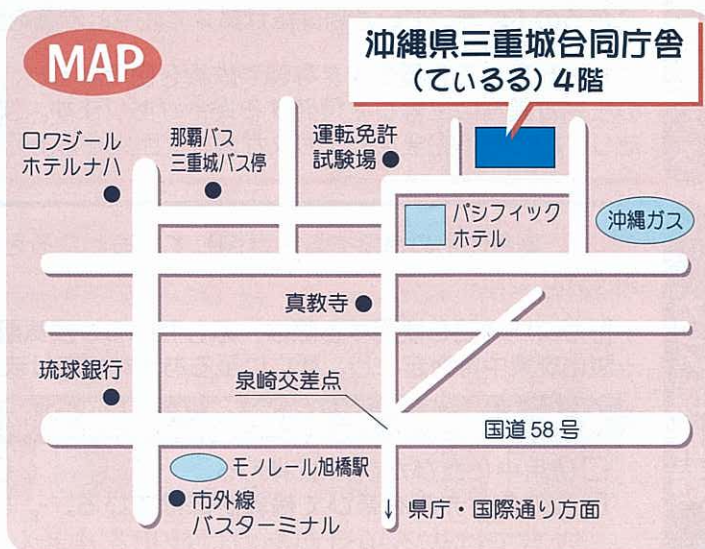 MAP
沖縄県三重城合同庁舎
（ているる）4階
ロワジール
ホテルナハ
那覇バス
三重城バス停
運転免許
試験場
パシフィック
ホテル
沖縄ガス
真教寺
琉球銀行
泉崎交差点
国道58号
モノレール旭橋駅
市外線
バスターミナル
↓ 県庁・国際通り方面